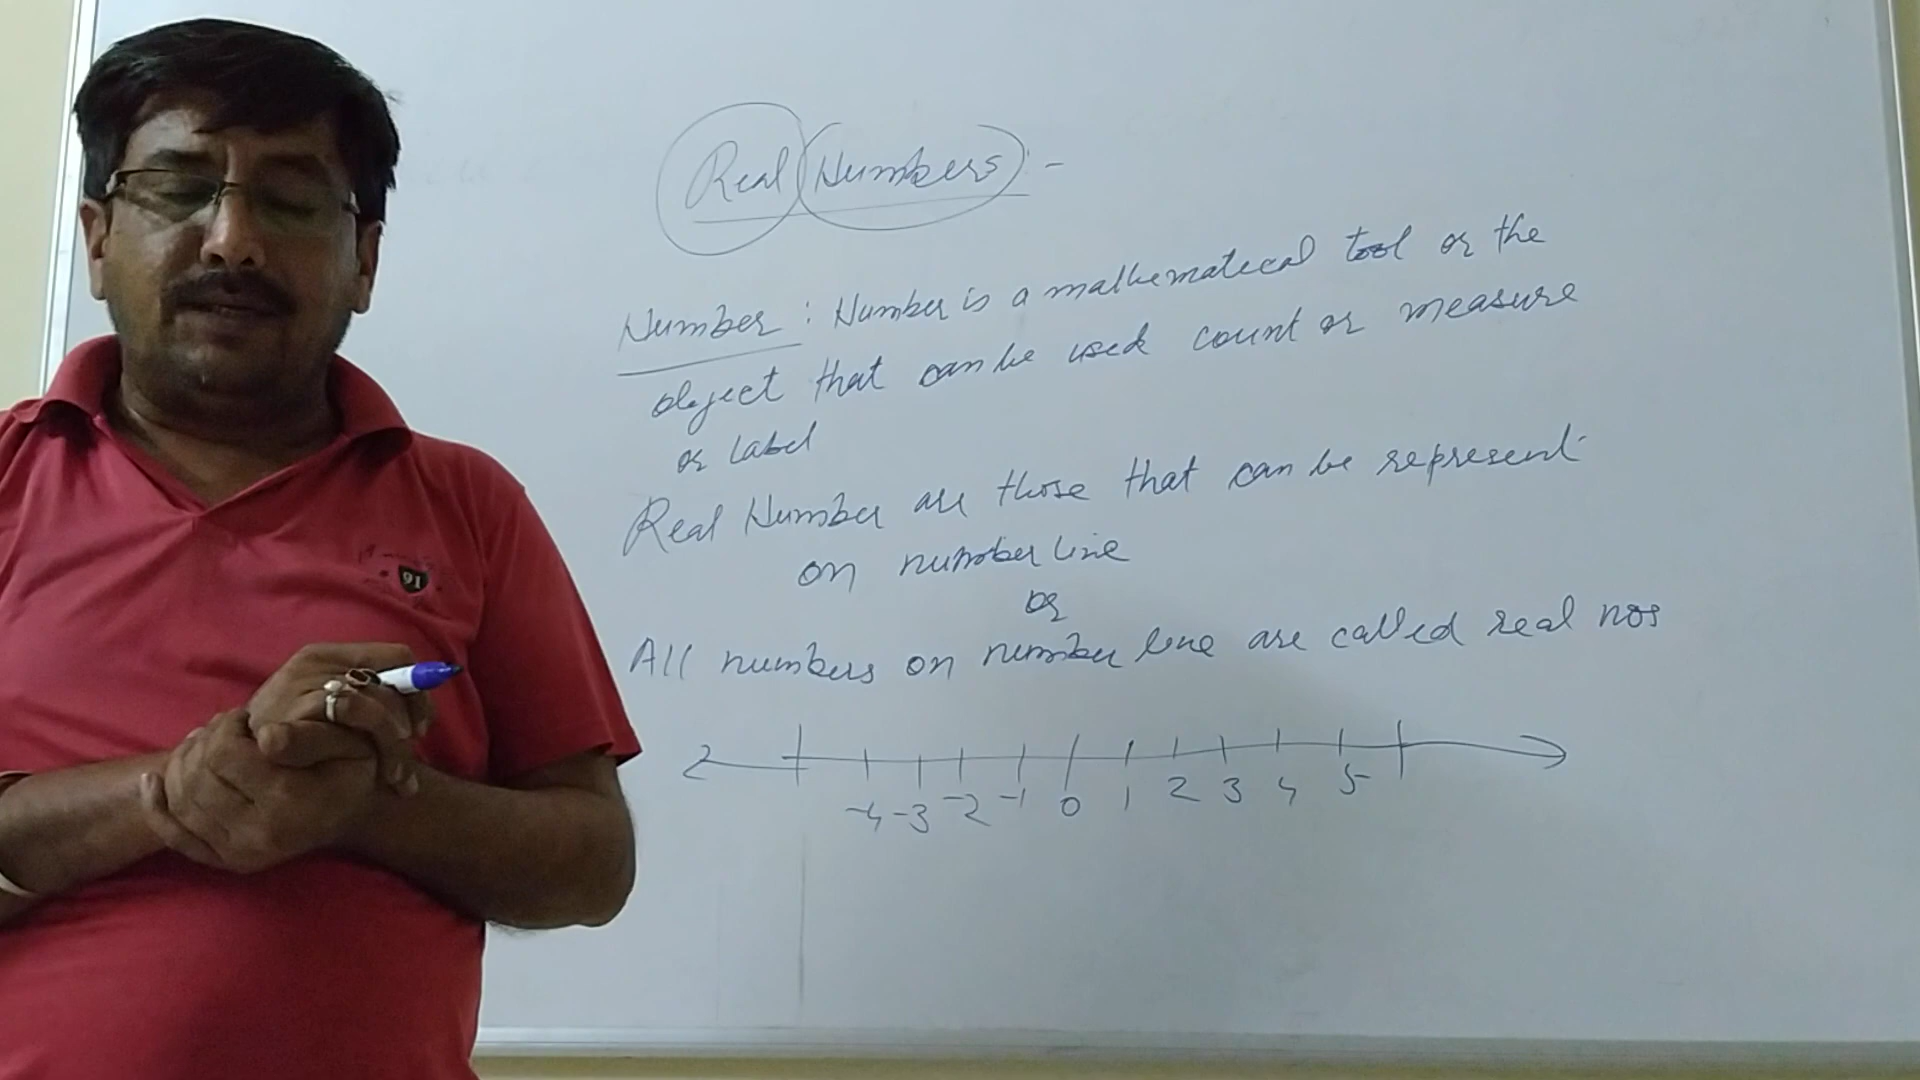 Real Numbers :-
Number : Number is a mathematical tool or the
object that can be used count or measure
or label
Real Number are those that can be represent
on number line
or
All numbers on number line are called real nos
-4 -3 -2 -1 0 1 2 3 4 5
91